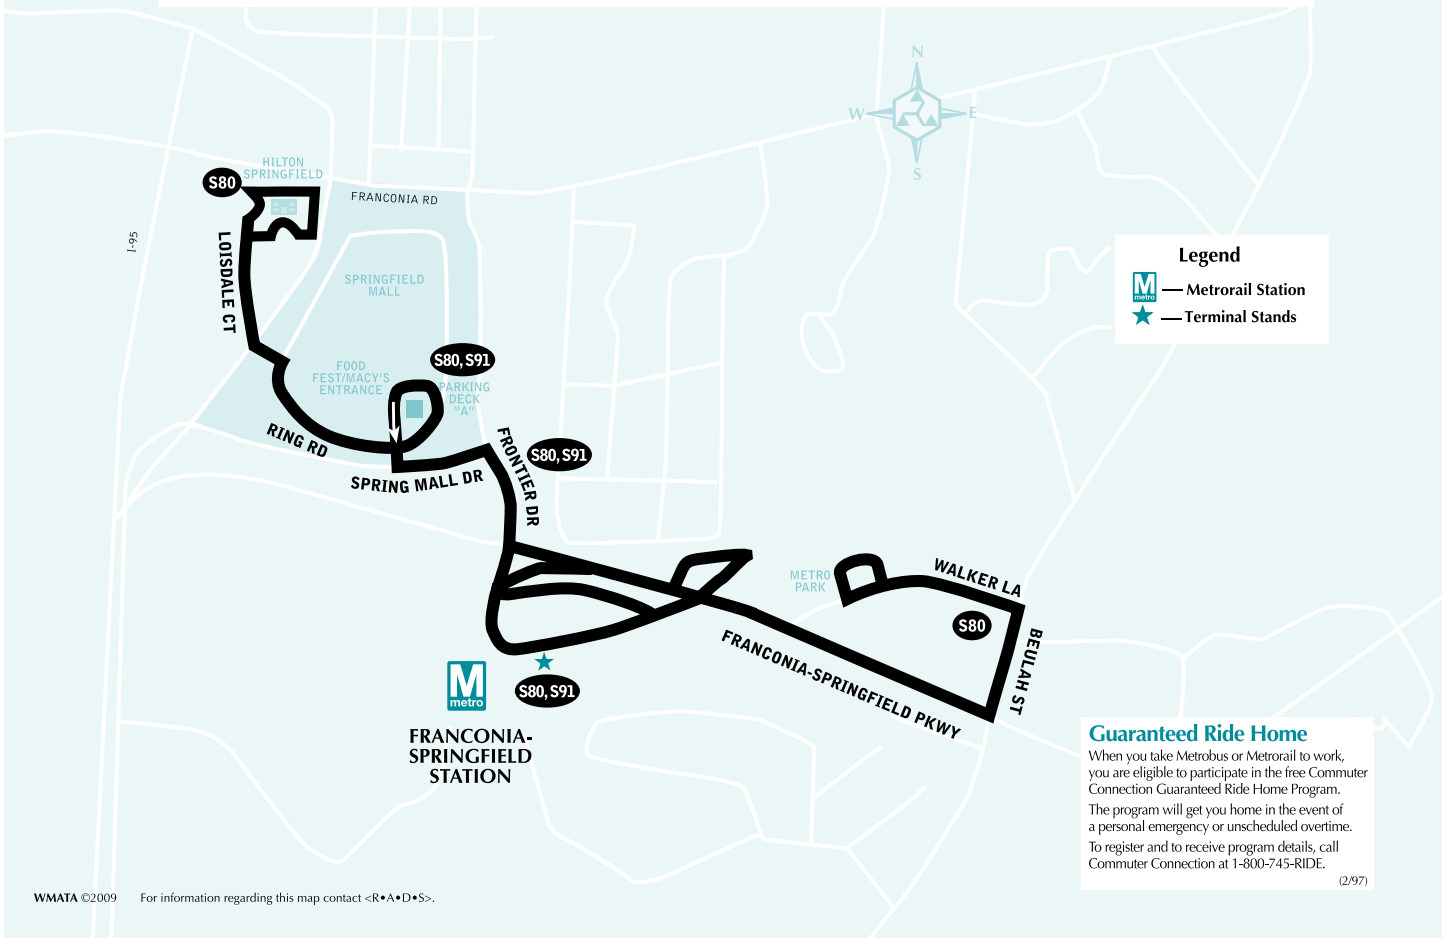 N
W
E
S
HILTON
SPRINGFIELD
S80
FRANCONIA RD
I-95
LOISDALE CT
SPRINGFIELD
MALL
Legend
M
metro
Metrorail Station
Terminal Stands
S80, S91
FOOD
FEST/MACY'S
ENTRANCE
PARKING
DECK
"A"
RING RD
FRONTIER DR
S80, S91
SPRING MALL DR
METRO
PARK
WALKER LA
S80
BEULAH ST
FRANCONIA-SPRINGFIELD PKWY
M
metro
S80, S91
FRANCONIA-
SPRINGFIELD
STATION
Guaranteed Ride Home
When you take Metrobus or Metrorail to work,
you are eligible to participate in the free Commuter
Connection Guaranteed Ride Home Program.
The program will get you home in the event of
a personal emergency or unscheduled overtime.
To register and to receive program details, call
Commuter Connection at 1-800-745-RIDE.
(2/97)
WMATA ©2009 For information regarding this map contact <R•A•D•S>.